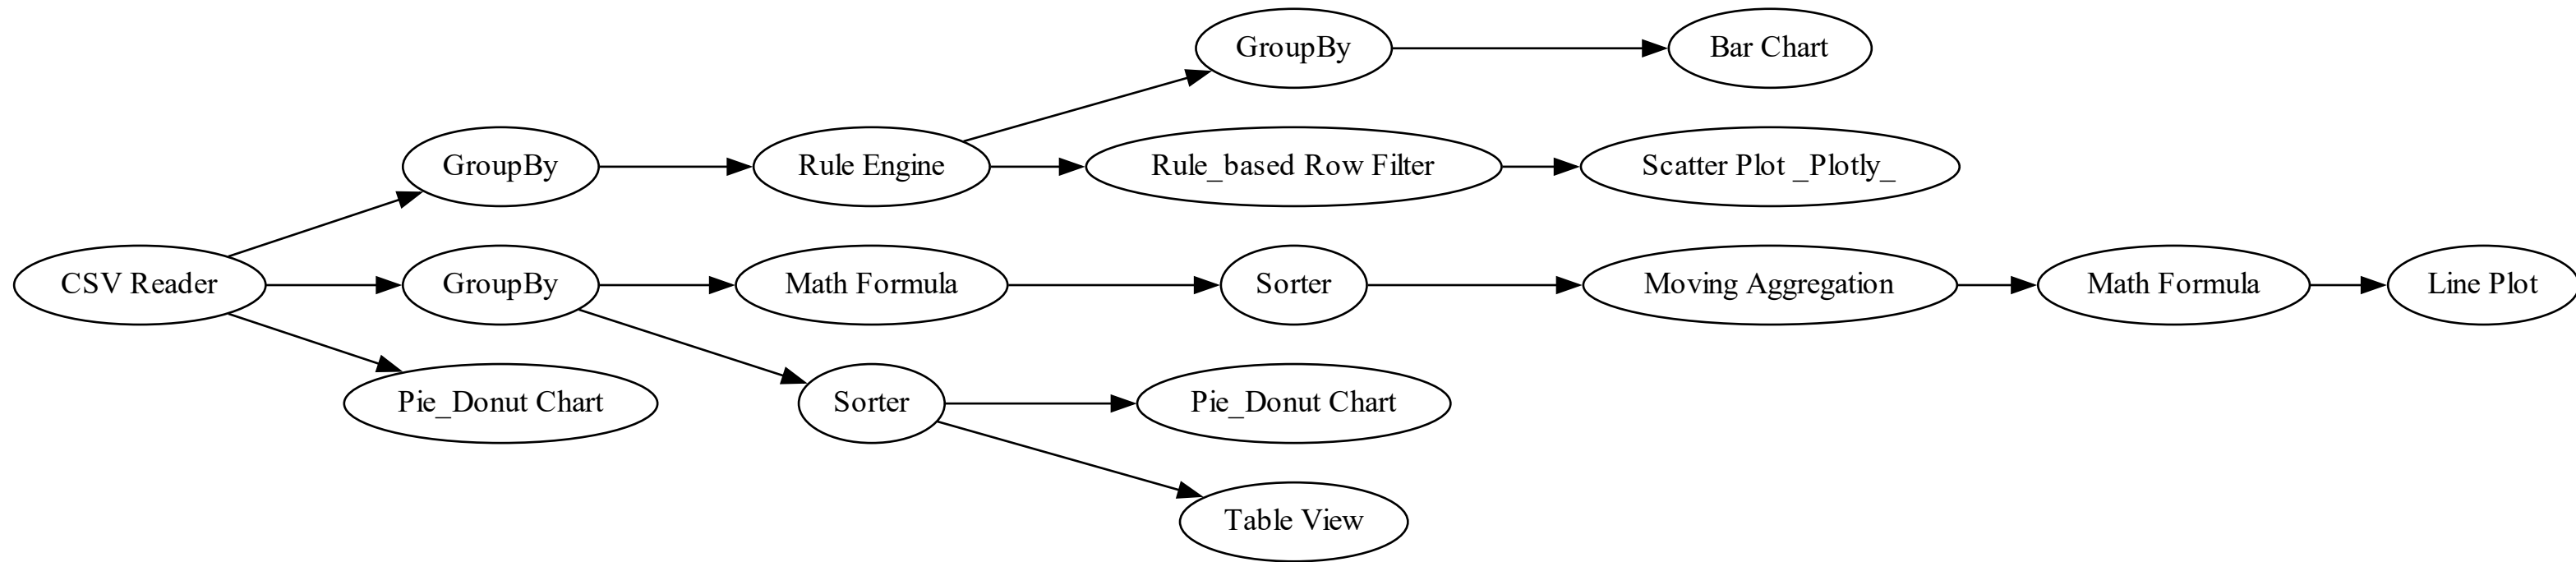 GroupBy
Bar Chart
GroupBy
Rule Engine
Rule_based Row Filter
Scatter Plot _Plotly_
CSV Reader
GroupBy
Math Formula
Sorter
Moving Aggregation
Math Formula
Line Plot
Pie_Donut Chart
Sorter
Pie_Donut Chart
Table View